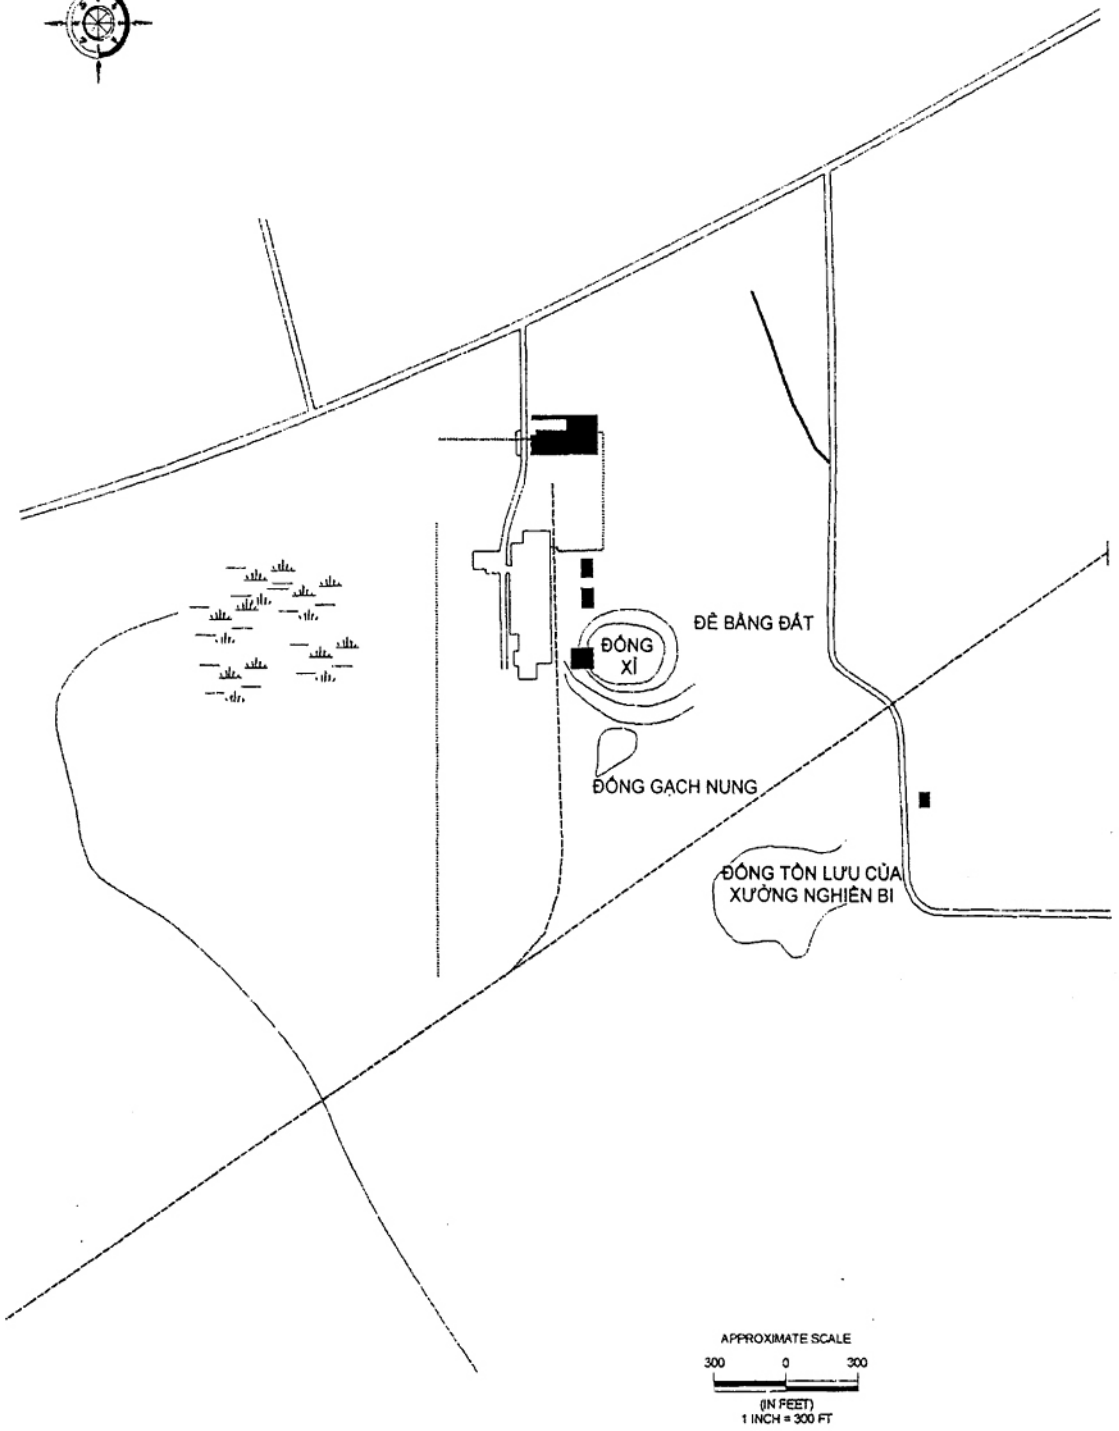 ĐÊ BẰNG ĐẤT
ĐỐNG
XỈ
ĐỐNG GẠCH NUNG
ĐỐNG TỒN LƯU CỦA
XƯỞNG NGHIỀN BI
APPROXIMATE SCALE
300 0 300
(IN FEET)
1 INCH = 300 FT